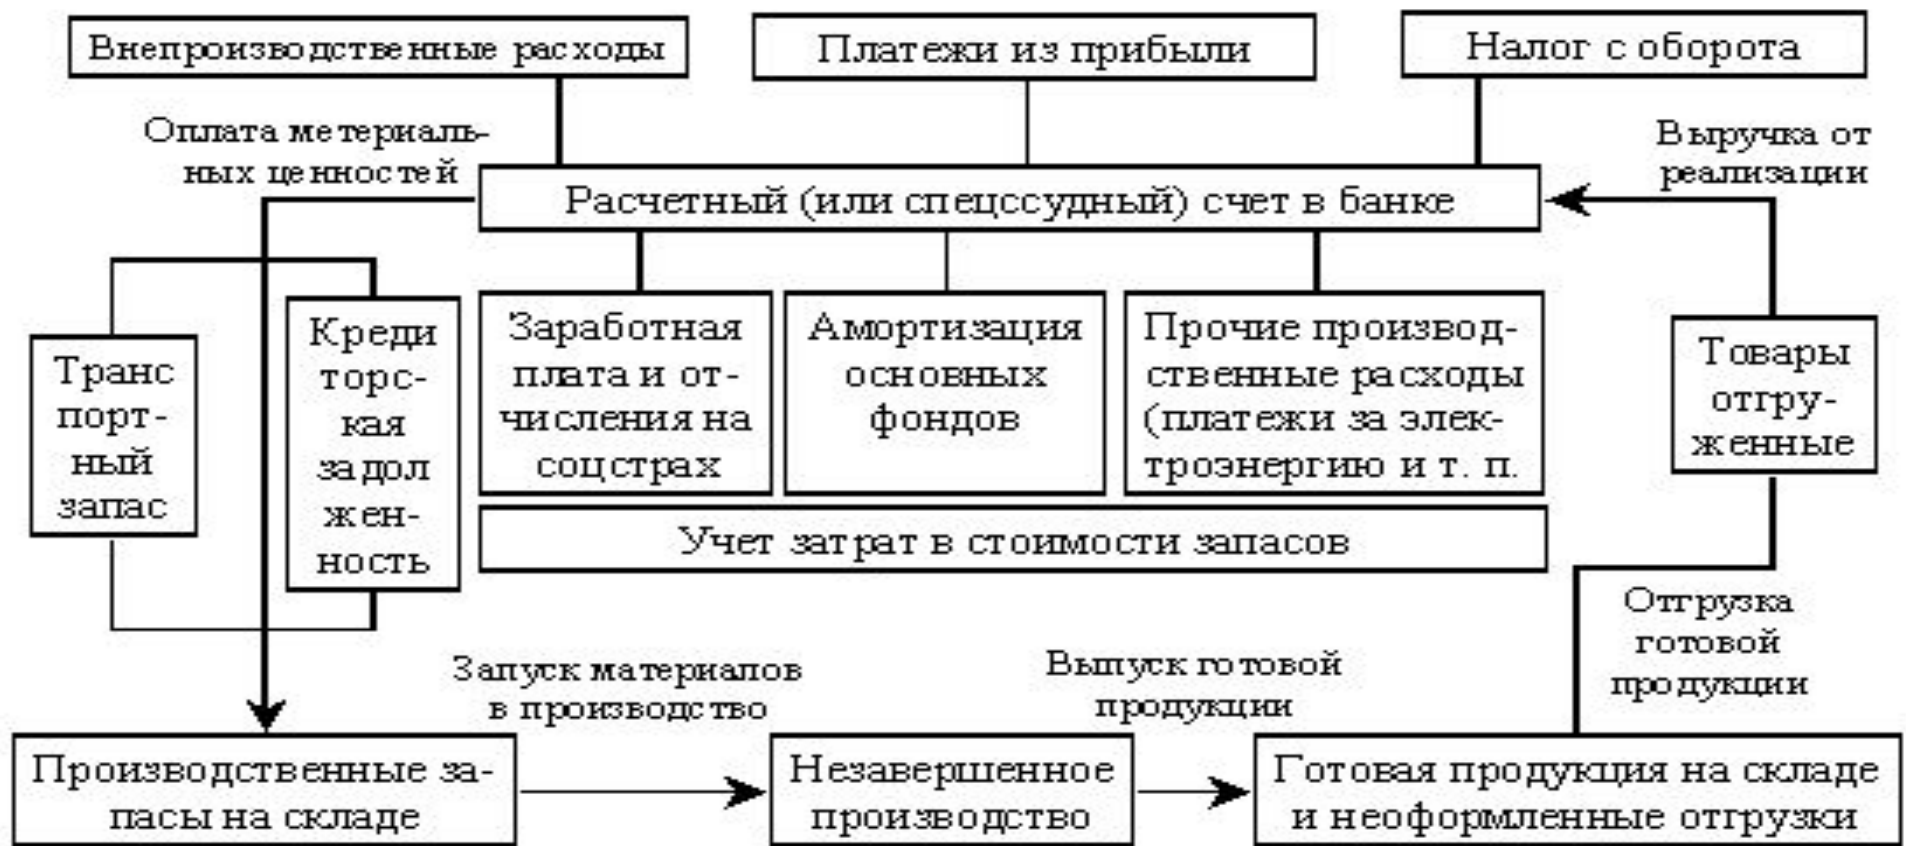 Внепроизводственные расходы
Платежи из прибыли
Налог с оборота
Оплата метериаль-
ных ценностей
Выручка от
реализации
Расчетный (или спецссудный) счет в банке
Транс
порт-
ный
запас
Креди
торс-
кая
задол
жен-
ность
Заработная
плата и от-
числения на
соцстрах
Амортизация
основных
фондов
Прочие производ-
ственные расходы
(платежи за элек-
троэнергию и т. п.
Товары
отгру-
женные
Учет затрат в стоимости запасов
Отгрузка
готовой
продукции
Запуск материалов
в производство
Выпуск готовой
продукции
Производственные за-
пасы на складе
Незавершенное
производство
Готовая продукция на складе
и неоформленные отгрузки